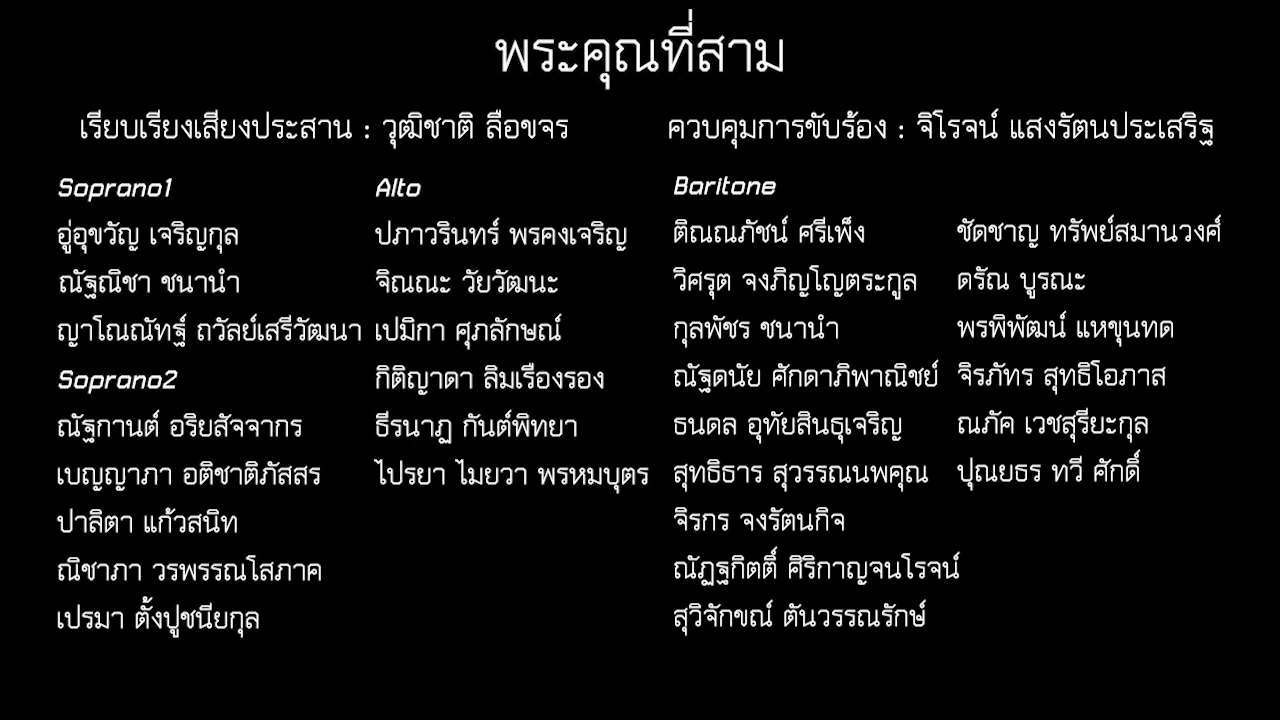 พระคุณที่สาม
เรียบเรียงเสียงประสาน : วุฒิชาติ ลือขจร
ควบคุมการขับร้อง : จิโรจน์ แสงรัตนประเสริฐ
Soprano1
อู่อุขวัญ เจริญกุล
ณัฐณิชา ชนานำ
ญาโณณัทฐ์ ถวัลย์เสรีวัฒนา
Soprano2
ณัฐกานต์ อริยสัจจากร
เบญญาภา อติชาติภัสสร
ปาลิตา แก้วสนิท
ณิชาภา วรพรรณโสภาค
เปรมา ตั้งปูชนียกุล
Alto
ปภาวรินทร์ พรคงเจริญ
จิณณะ วัยวัฒนะ
เปมิกา ศุภลักษณ์
กิติญาดา ลิมเรืองรอง
ธีรนาฏ กันต์พิทยา
ไปรยา ไมยวา พรหมบุตร
Baritone
ติณณภัชน์ ศรีเพ็ง
วิศรุต จงภิญโญตระกูล
กุลพัชร ชนานำ
ณัฐดนัย ศักดาภิพาณิชย์
ธนดล อุทัยสินธุเจริญ
สุทธิธาร สุวรรณนพคุณ
จิรกร จงรัตนกิจ
ณัฏฐกิตติ์ ศิริกาญจนโรจน์
สุวิจักขณ์ ตันวรรณรักษ์
ชัดชาญ ทรัพย์สมานวงศ์
ดรัณ บูรณะ
พรพิพัฒน์ แหขุนทด
จิรภัทร สุทธิโอภาส
ณภัค เวชสุรียะกุล
ปุณยธร ทวี ศักดิ์